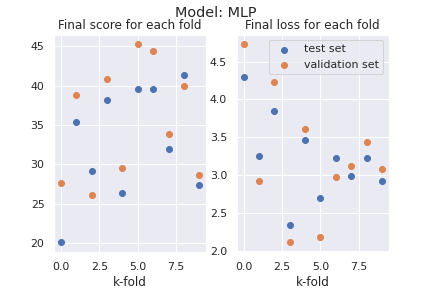 Model: MLP
Final score for each fold
Final loss for each fold
test set
validation set
45
40
35
30
25
20
4.5
4.0
3.5
3.0
2.5
2.0
0.0 2.5 5.0 7.5
0.0 2.5 5.0 7.5
k-fold
k-fold